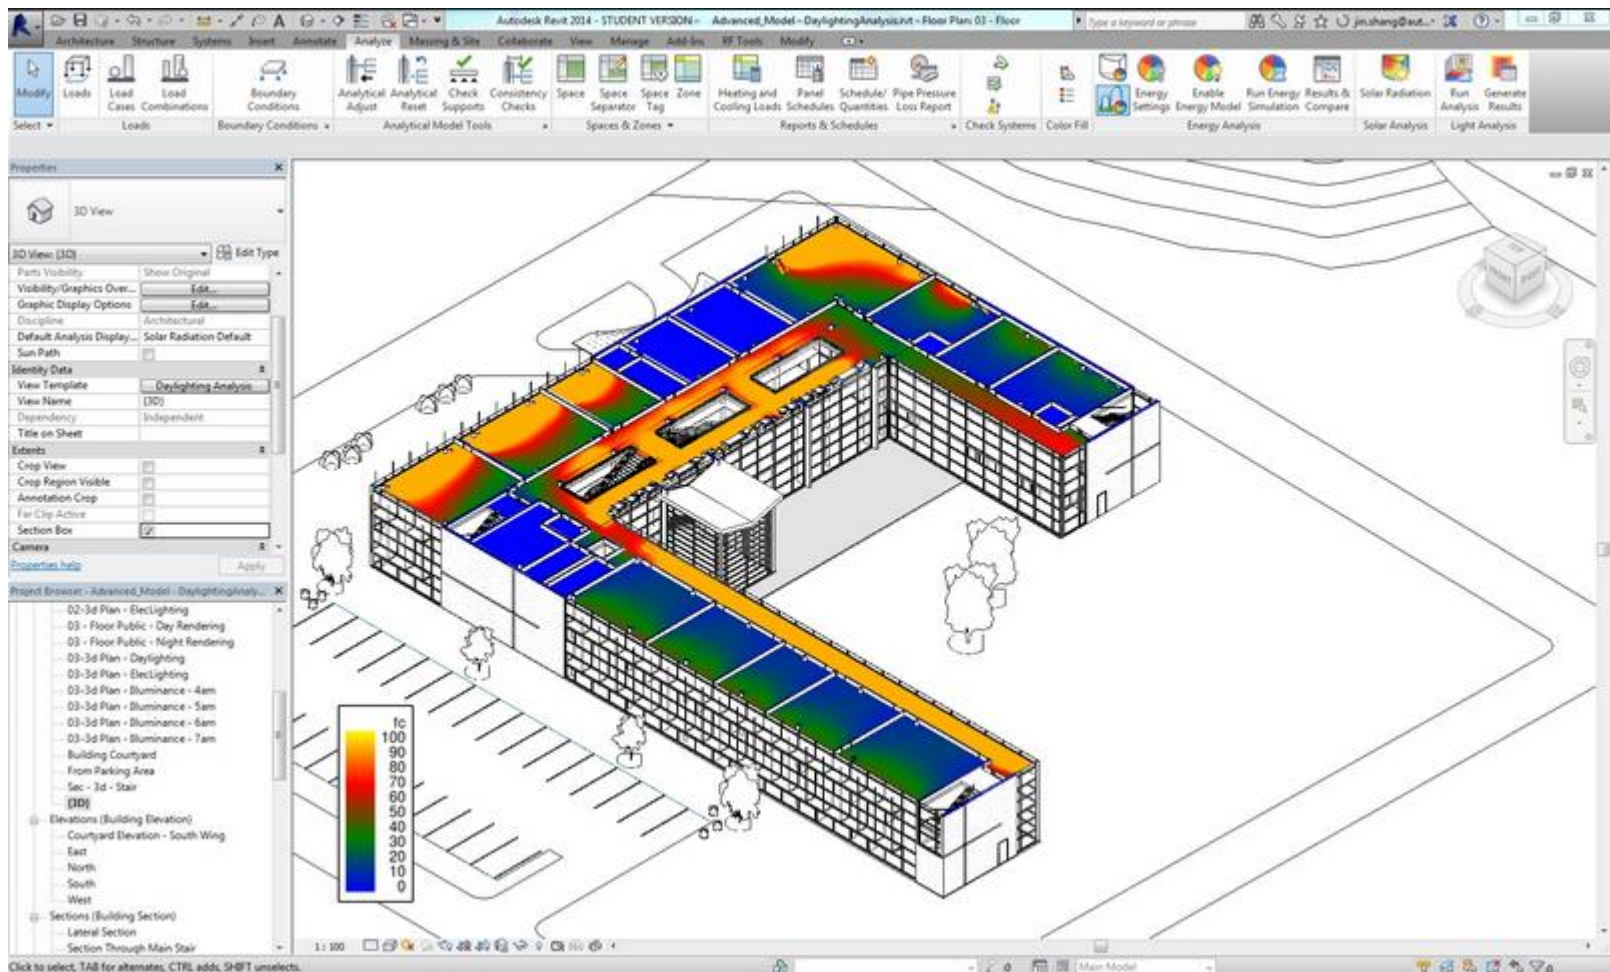 Autodesk Revit 2014 - STUDENT VERSION - Advanced_Model - DaylightingAnalysis.rvt - Floor Plan: 03 - Floor
Type a keyword or phrase
Architecture Structure Systems Insert Annotate Analyze Massing & Site Collaborate View Manage Add-Ins RF Tools Modify
Modify Loads Load Cases Load Combinations Boundary Conditions Analytical Adjust Analytical Reset Check Supports Consistency Checks Space Space Separator Space Tag Zone Heating and Cooling Loads Panel Schedules Schedule/ Quantities Pipe Pressure Loss Report Energy Settings Enable Energy Model Run Energy Simulation Results & Compare Solar Radiation Run Analysis Generate Results
Select Loads Boundary Conditions Analytical Model Tools Spaces & Zones Reports & Schedules Check Systems Color Fill Energy Analysis Solar Analysis Light Analysis
Properties
3D View
3D View: {3D} Edit Type
Parts Visibility Show Original
Visibility/Graphics Over... Edit...
Graphic Display Options Edit...
Discipline Architectural
Default Analysis Display... Solar Radiation Default
Sun Path
Identity Data
View Template Daylighting Analysis
View Name {3D}
Dependency Independent
Title on Sheet
Extents
Crop View
Crop Region Visible
Annotation Crop
Far Clip Active
Section Box
Camera
Properties help Apply
Project Browser - Advanced_Model - DaylightingAnaly...
02-3d Plan - ElecLighting
03 - Floor Public - Day Rendering
03 - Floor Public - Night Rendering
03-3d Plan - Daylighting
03-3d Plan - ElecLighting
03-3d Plan - Illuminance - 4am
03-3d Plan - Illuminance - 5am
03-3d Plan - Illuminance - 6am
03-3d Plan - Illuminance - 7am
Building Courtyard
From Parking Area
Sec - 3d - Stair
{3D}
Elevations (Building Elevation)
Courtyard Elevation - South Wing
East
North
South
West
Sections (Building Section)
Lateral Section
Section Through Main Stair
fc
100
90
80
70
60
50
40
30
20
10
0
1 : 100
Click to select, TAB for alternates, CTRL adds, SHIFT unselects.
Main Model